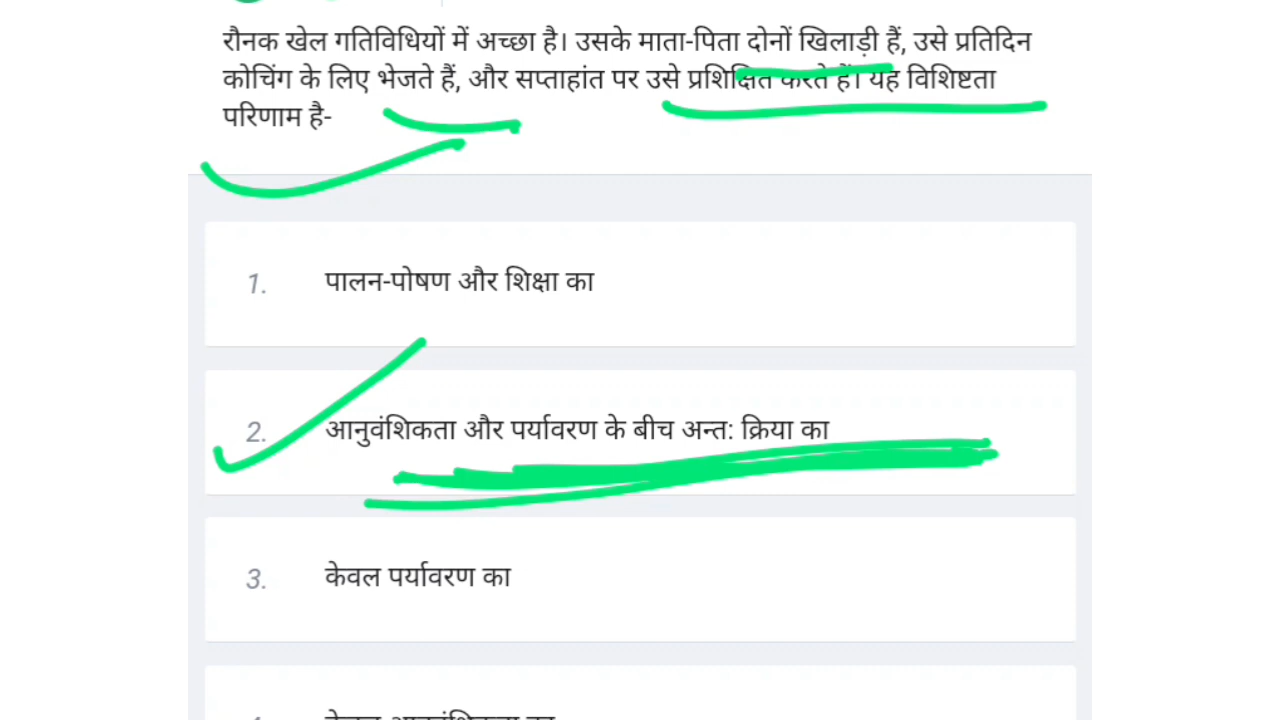 रौनक खेल गतिविधियों में अच्छा है। उसके माता-पिता दोनों खिलाड़ी हैं, उसे प्रतिदिन
कोचिंग के लिए भेजते हैं, और सप्ताहांत पर उसे प्रशिक्षित करते हैं। यह विशिष्टता
परिणाम है-
1. पालन-पोषण और शिक्षा का
2. आनुवंशिकता और पर्यावरण के बीच अन्त: क्रिया का
3. केवल पर्यावरण का